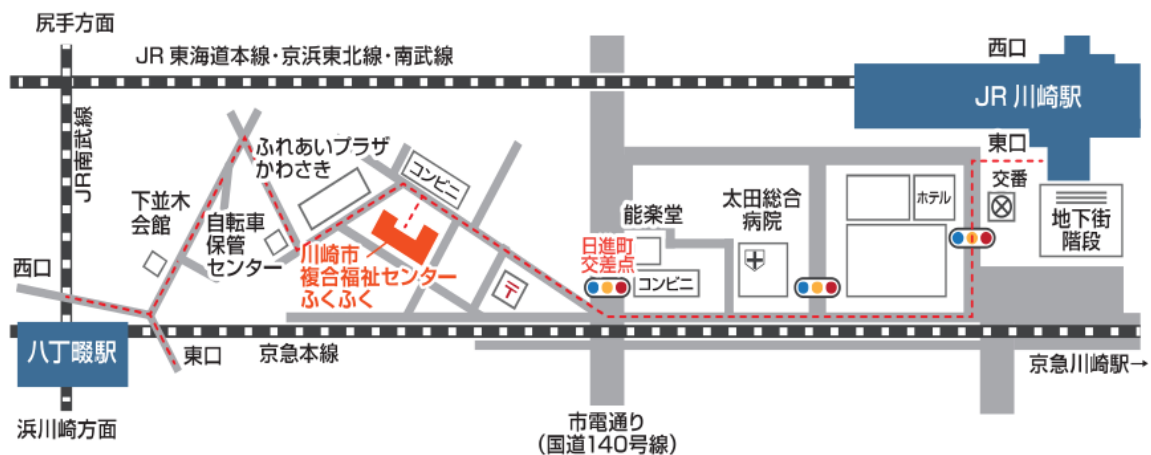 尻手方面
JR 東海道本線・京浜東北線・南武線
西口
JR 川崎駅
JR南武線
東口
ふれあいプラザ
かわさき
コンビニ
交番
ホテル
地下街
階段
太田総合
病院
能楽堂
下並木
会館
自転車
保管
センター
川崎市
複合福祉センター
ふくふく
日進町
交差点
コンビニ
〒
西口
八丁畷駅
東口
京急本線
京急川崎駅→
浜川崎方面
市電通り
（国道140号線）